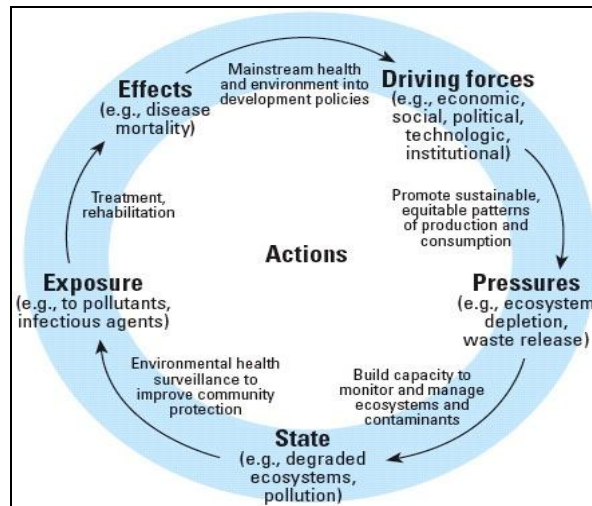 Effects
(e.g., disease
mortality)
Mainstream health
and environment into
development policies
Driving forces
(e.g., economic,
social, political,
technologic,
institutional)
Promote sustainable,
equitable patterns
of production and
consumption
Pressures
(e.g., ecosystem
depletion,
waste release)
Build capacity to
monitor and manage
ecosystems and
contaminants
State
(e.g., degraded
ecosystems,
pollution)
Environmental health
surveillance to
improve community
protection
Exposure
(e.g., to pollutants,
infectious agents)
Treatment,
rehabilitation
Actions